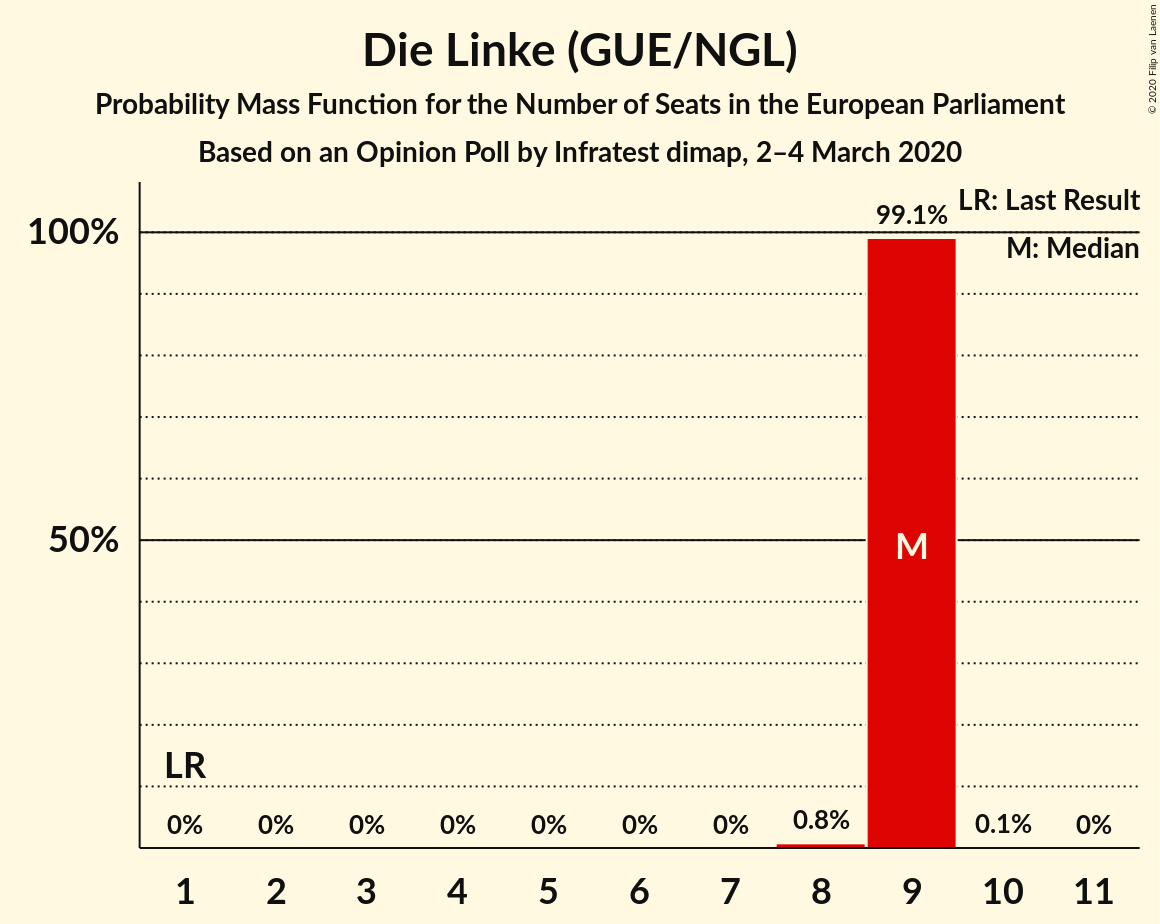 Die Linke (GUE/NGL)
Probability Mass Function for the Number of Seats in the European Parliament
Based on an Opinion Poll by Infratest dimap, 2–4 March 2020
© 2020 Filip van Laenen
LR: Last Result
M: Median
100%
50%
99.1%
M
LR
0% 0% 0% 0% 0% 0% 0% 0.8% 0.1% 0%
1 2 3 4 5 6 7 8 9 10 11